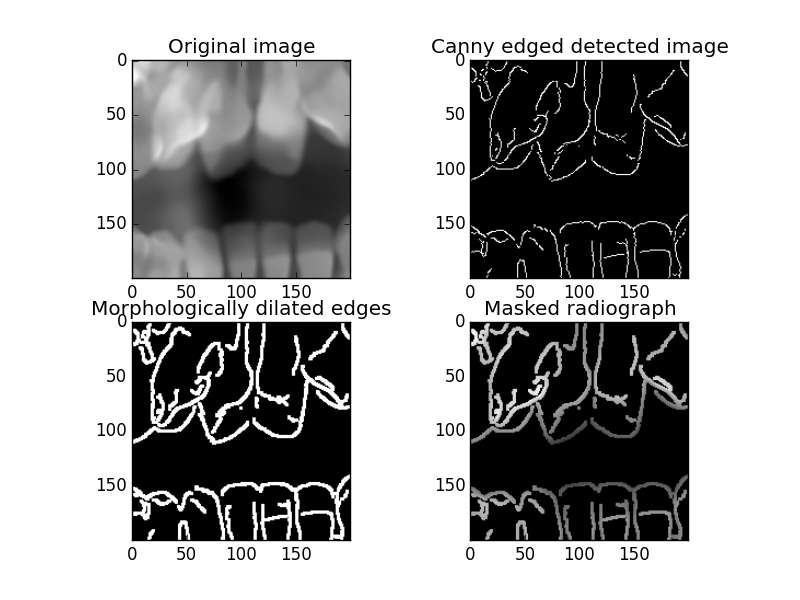 Original image
0
50
100
150
0 50 100 150
Canny edged detected image
0
50
100
150
0 50 100 150
Morphologically dilated edges
0
50
100
150
0 50 100 150
Masked radiograph
0
50
100
150
0 50 100 150